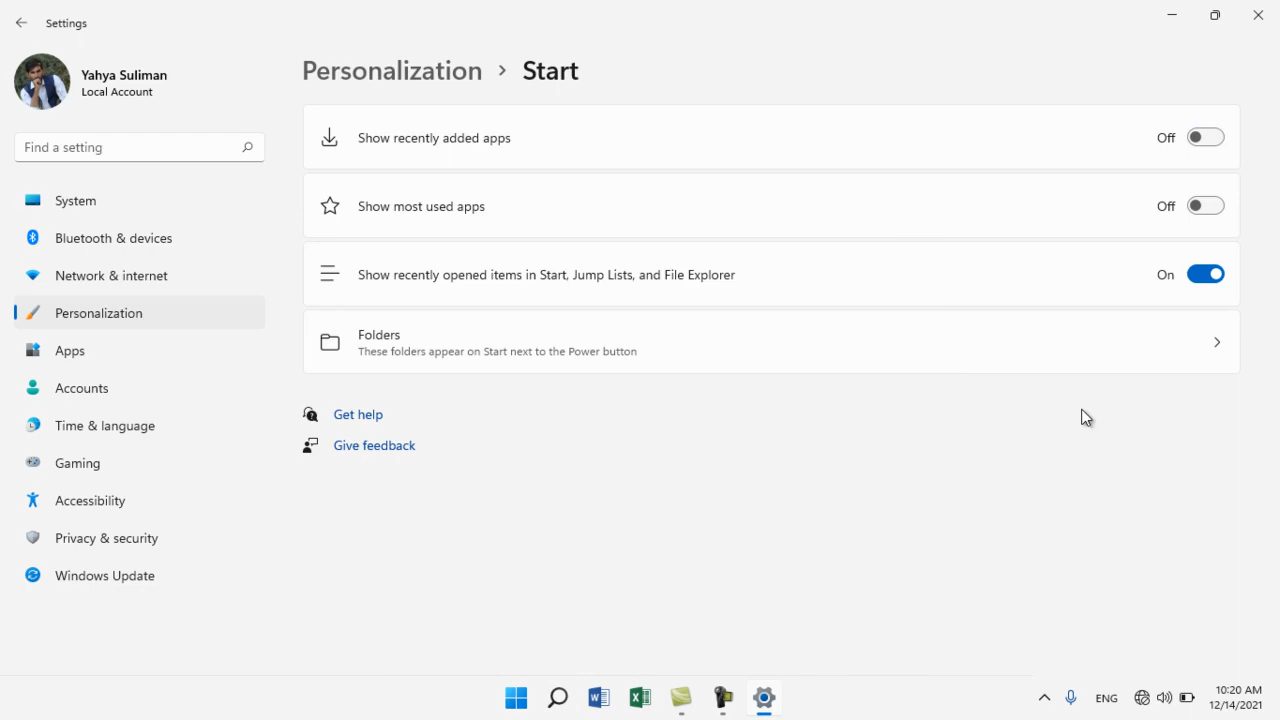 Settings
Yahya Suliman
Local Account
Find a setting
System
Bluetooth & devices
Network & internet
Personalization
Apps
Accounts
Time & language
Gaming
Accessibility
Privacy & security
Windows Update
Personalization > Start
Show recently added apps Off
Show most used apps Off
Show recently opened items in Start, Jump Lists, and File Explorer On
Folders
These folders appear on Start next to the Power button
Get help
Give feedback
ENG
10:20 AM
12/14/2021